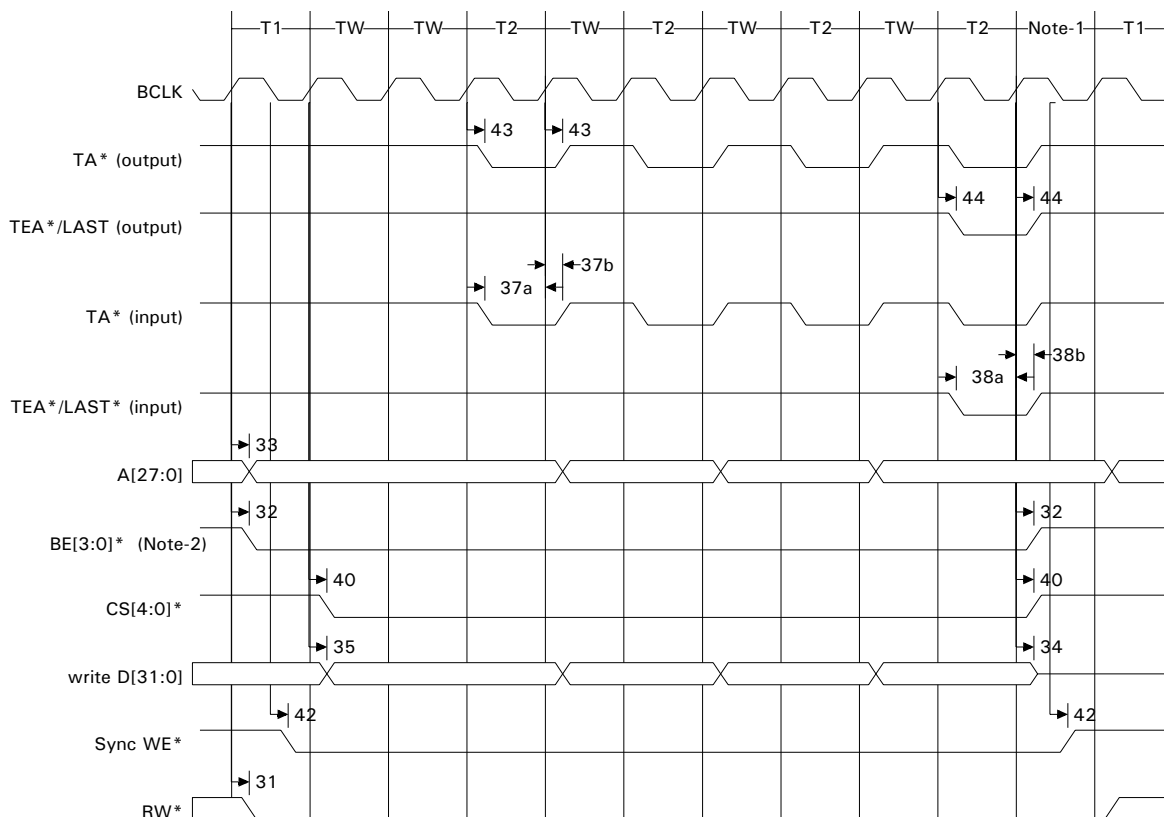 T1 TW TW T2 TW T2 TW T2 TW T2 Note-1 T1
BCLK
43 43
TA* (output)
44 44
TEA*/LAST (output)
37b
37a
TA* (input)
38b
38a
TEA*/LAST* (input)
33
A[27:0]
32 32
BE[3:0]* (Note-2)
40 40
CS[4:0]*
35 34
write D[31:0]
42 42
Sync WE*
31
RW*